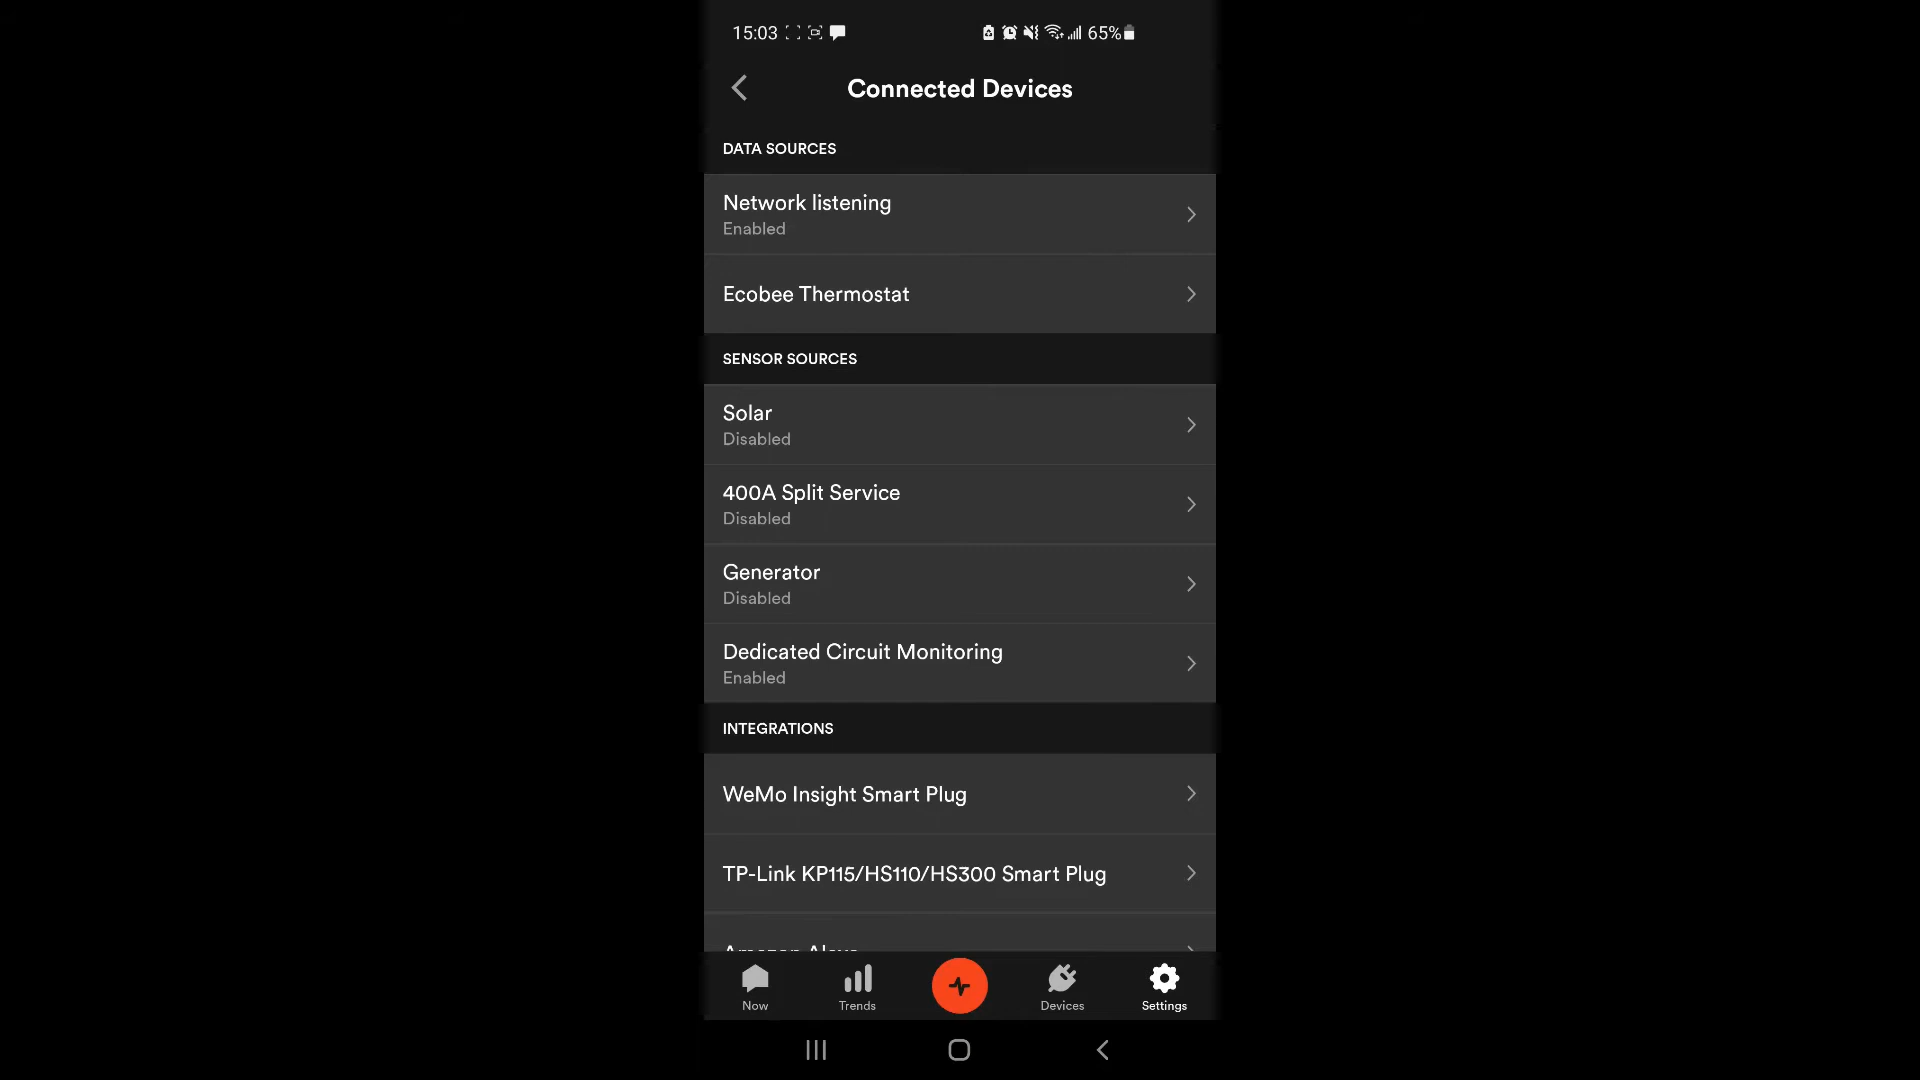 15:03
65%
Connected Devices
DATA SOURCES
Network listening
Enabled
Ecobee Thermostat
SENSOR SOURCES
Solar
Disabled
400A Split Service
Disabled
Generator
Disabled
Dedicated Circuit Monitoring
Enabled
INTEGRATIONS
WeMo Insight Smart Plug
TP-Link KP115/HS110/HS300 Smart Plug
Amazon Alexa
Now
Trends
Devices
Settings